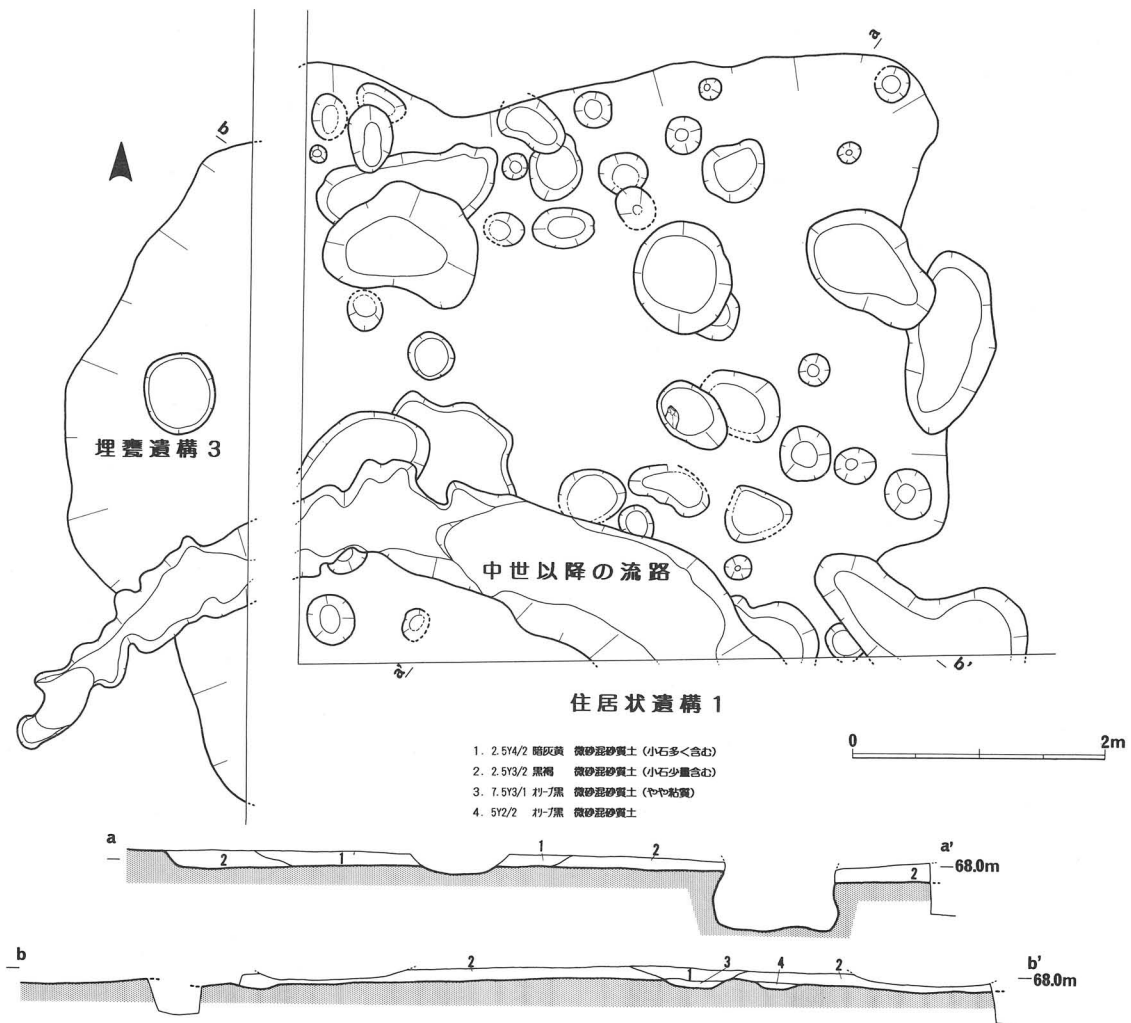 a
b
埋甕遺構3
中世以降の流路
a'
b'
住居状遺構1
1. 2.5Y4/2 暗灰黄 微砂混砂質土 (小石多く含む)
2. 2.5Y3/2 黒褐 微砂混砂質土 (小石少量含む)
3. 7.5Y3/1 オリーブ黒 微砂混砂質土 (やや粘質)
4. 5Y2/2 オリーブ黒 微砂混砂質土
0 2m
a 2 1 1 2 2 a'
68.0m
b 2 1 3 4 2 b'
68.0m